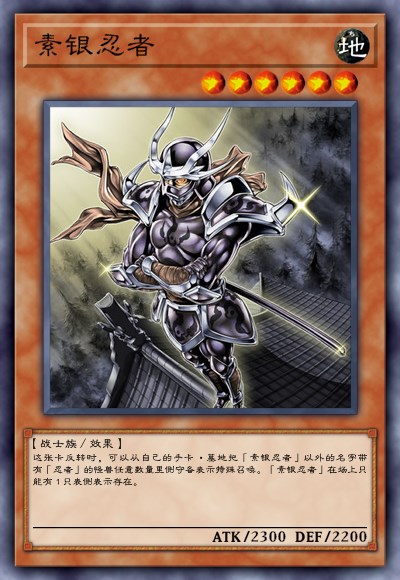 素银忍者
地
【战士族／效果】
这张卡反转时，可以从自己的手卡·墓地把「素银忍者」以外的名字带
有「忍者」的怪兽任意数量里侧守备表示特殊召唤。「素银忍者」在场上只
能有1只表侧表示存在。
ATK/2300 DEF/2200